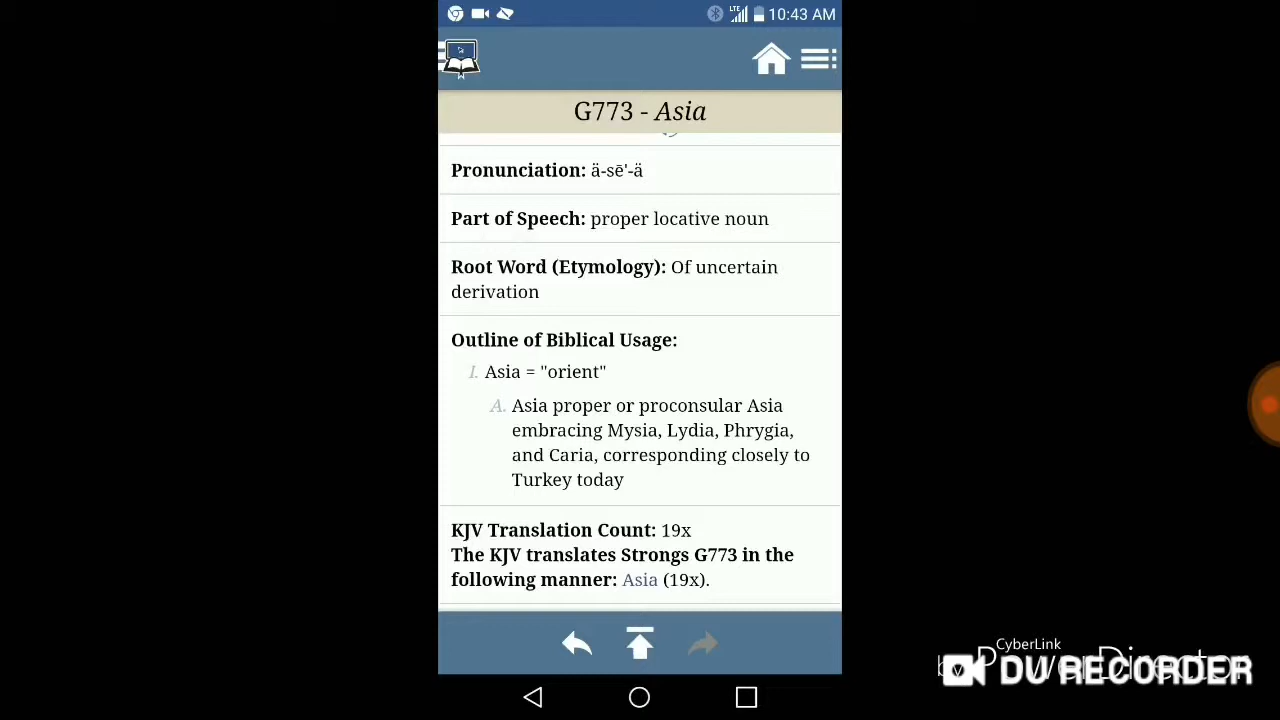 LTE 10:43 AM
G773 - Asia
Pronunciation: ä-sē'-ä
Part of Speech: proper locative noun
Root Word (Etymology): Of uncertain
derivation
Outline of Biblical Usage:
I. Asia = "orient"
A. Asia proper or proconsular Asia
embracing Mysia, Lydia, Phrygia,
and Caria, corresponding closely to
Turkey today
KJV Translation Count: 19x
The KJV translates Strongs G773 in the
following manner: Asia (19x).
CyberLink
by PowerDirector
DU RECORDER